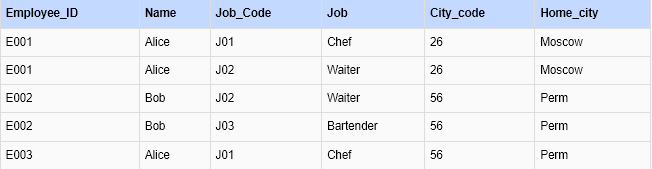 Employee_ID Name Job_Code Job City_code Home_city
E001 Alice J01 Chef 26 Moscow
E001 Alice J02 Waiter 26 Moscow
E002 Bob J02 Waiter 56 Perm
E002 Bob J03 Bartender 56 Perm
E003 Alice J01 Chef 56 Perm